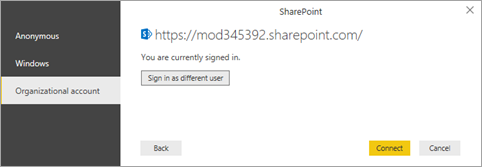 SharePoint
Anonymous
Windows
Organizational account
https://mod345392.sharepoint.com/
You are currently signed in.
Sign in as different user
Back
Connect
Cancel